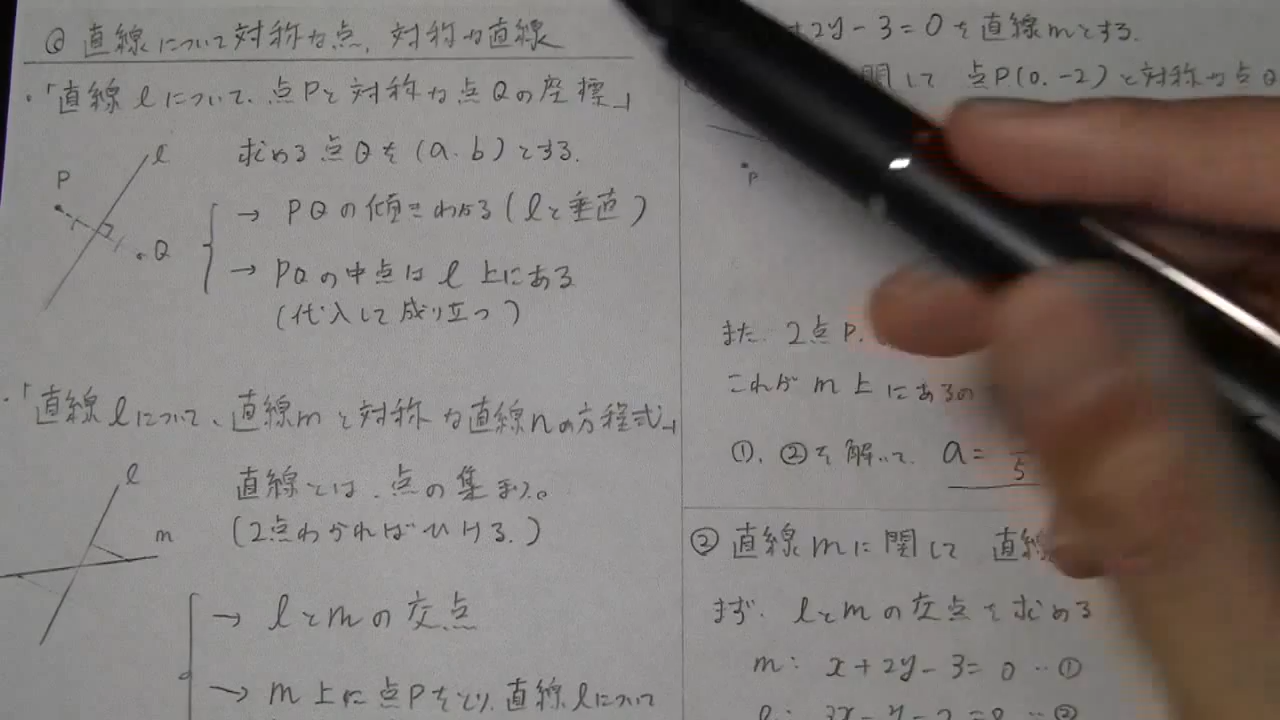 ◎ 直線について対称な点, 対称な直線
・「直線lについて、点Pと対称な点Qの座標」
l
P
Q
求める点Qを (a, b) とする.
→ PQの傾きわかる (lと垂直)
→ PQの中点は l 上にある
(代入して成り立つ)
・「直線lについて、直線mと対称な直線nの方程式」
l
m
直線とは、点の集まり。
(2点わかればひける.)
→ lとmの交点
→ m上に点Pをとり, 直線lについて
+2y-3=0 を直線mとする.
関して 点P(0, -2) と対称な点Q
P
また. 2点P.
これが m 上にあるの
①, ②を解いて, a= 5
② 直線mに関して 直線
まず. lとmの交点を求める
m: x+2y-3=0 ‥①
l: 3x-y-2=0 ‥②